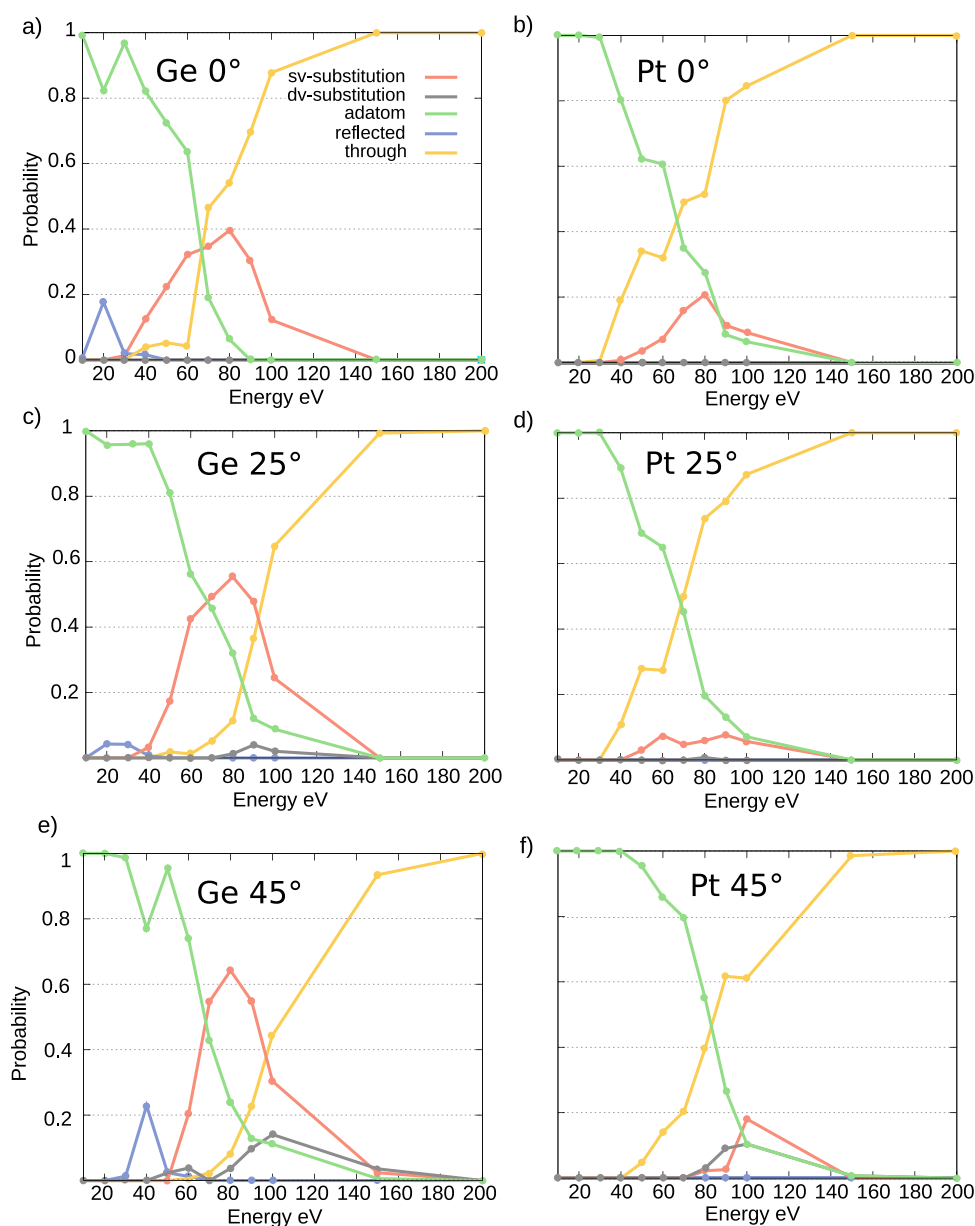 a)
Ge 0°
sv-substitution
dv-substitution
adatom
reflected
through
Probability
1
0.8
0.6
0.4
0.2
0
20 40 60 80 100 120 140 160 180 200
Energy eV
b)
Pt 0°
20 40 60 80 100 120 140 160 180 200
Energy eV
c)
Ge 25°
Probability
1
0.8
0.6
0.4
0.2
20 40 60 80 100 120 140 160 180 200
Energy eV
d)
Pt 25°
20 40 60 80 100 120 140 160 180 200
Energy eV
e)
Ge 45°
Probability
1
0.8
0.6
0.4
0.2
20 40 60 80 100 120 140 160 180 200
Energy eV
f)
Pt 45°
20 40 60 80 100 120 140 160 180 200
Energy eV